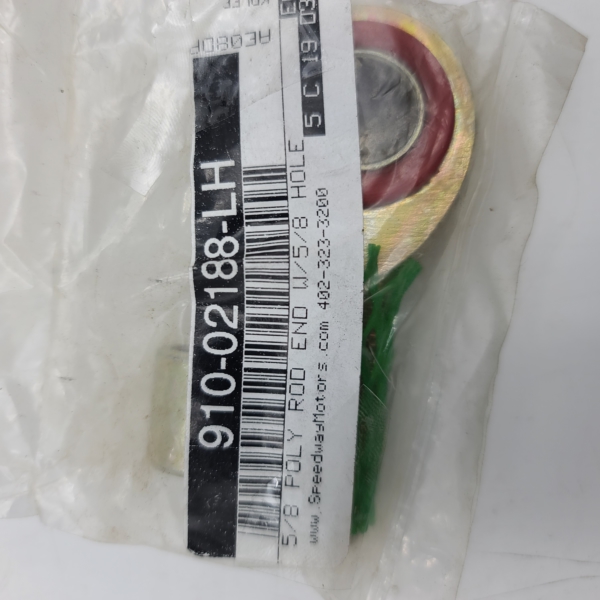 AE08DP
910-02188-LH
5/8 POLY ROD END W/5/8 HOLE
5 C 19 03
www.SpeedwayMotors.com 402-323-3200